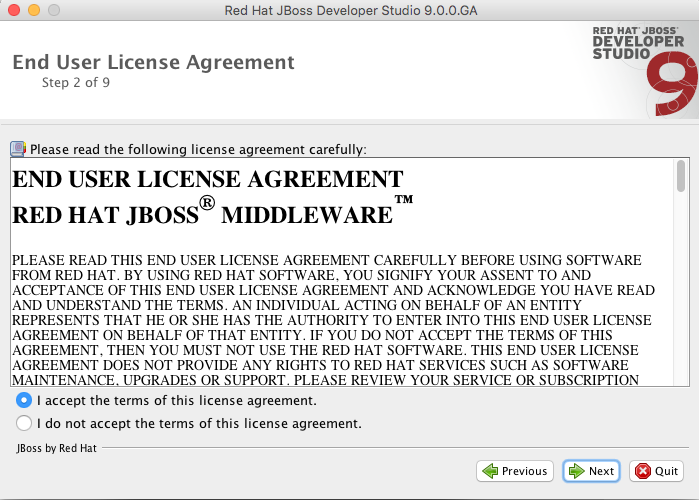 Red Hat JBoss Developer Studio 9.0.0.GA
End User License Agreement
Step 2 of 9
RED HAT® JBOSS®
DEVELOPER
STUDIO
9
Please read the following license agreement carefully:
END USER LICENSE AGREEMENT
RED HAT JBOSS® MIDDLEWARE™
PLEASE READ THIS END USER LICENSE AGREEMENT CAREFULLY BEFORE USING SOFTWARE
FROM RED HAT. BY USING RED HAT SOFTWARE, YOU SIGNIFY YOUR ASSENT TO AND
ACCEPTANCE OF THIS END USER LICENSE AGREEMENT AND ACKNOWLEDGE YOU HAVE READ
AND UNDERSTAND THE TERMS. AN INDIVIDUAL ACTING ON BEHALF OF AN ENTITY
REPRESENTS THAT HE OR SHE HAS THE AUTHORITY TO ENTER INTO THIS END USER LICENSE
AGREEMENT ON BEHALF OF THAT ENTITY. IF YOU DO NOT ACCEPT THE TERMS OF THIS
AGREEMENT, THEN YOU MUST NOT USE THE RED HAT SOFTWARE. THIS END USER LICENSE
AGREEMENT DOES NOT PROVIDE ANY RIGHTS TO RED HAT SERVICES SUCH AS SOFTWARE
MAINTENANCE, UPGRADES OR SUPPORT. PLEASE REVIEW YOUR SERVICE OR SUBSCRIPTION
I accept the terms of this license agreement.
I do not accept the terms of this license agreement.
JBoss by Red Hat
Previous
Next
Quit